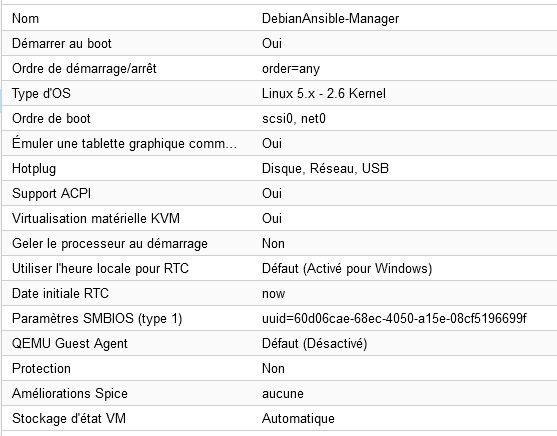 Nom DebianAnsible-Manager
Démarrer au boot Oui
Ordre de démarrage/arrêt order=any
Type d'OS Linux 5.x - 2.6 Kernel
Ordre de boot scsi0, net0
Émuler une tablette graphique comm... Oui
Hotplug Disque, Réseau, USB
Support ACPI Oui
Virtualisation matérielle KVM Oui
Geler le processeur au démarrage Non
Utiliser l'heure locale pour RTC Défaut (Activé pour Windows)
Date initiale RTC now
Paramètres SMBIOS (type 1) uuid=60d06cae-68ec-4050-a15e-08cf5196699f
QEMU Guest Agent Défaut (Désactivé)
Protection Non
Améliorations Spice aucune
Stockage d'état VM Automatique